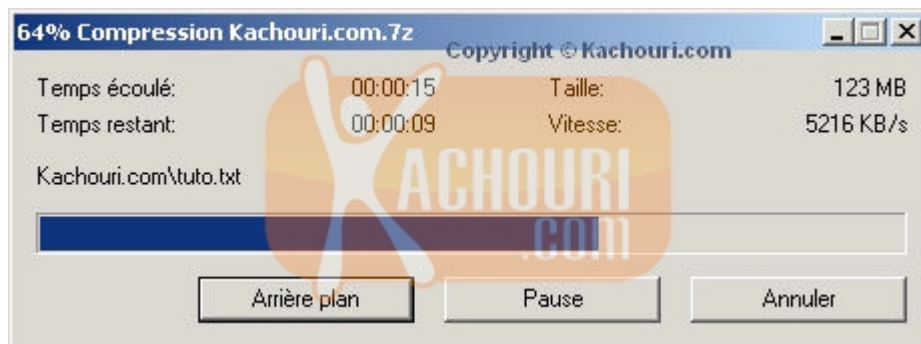 64% Compression Kachouri.com.7z
Copyright © Kachouri.com
Temps écoulé: 00:00:15 Taille: 123 MB
Temps restant: 00:00:09 Vitesse: 5216 KB/s
Kachouri.com\tuto.txt
KACHOURI
.com
Arrière plan Pause Annuler